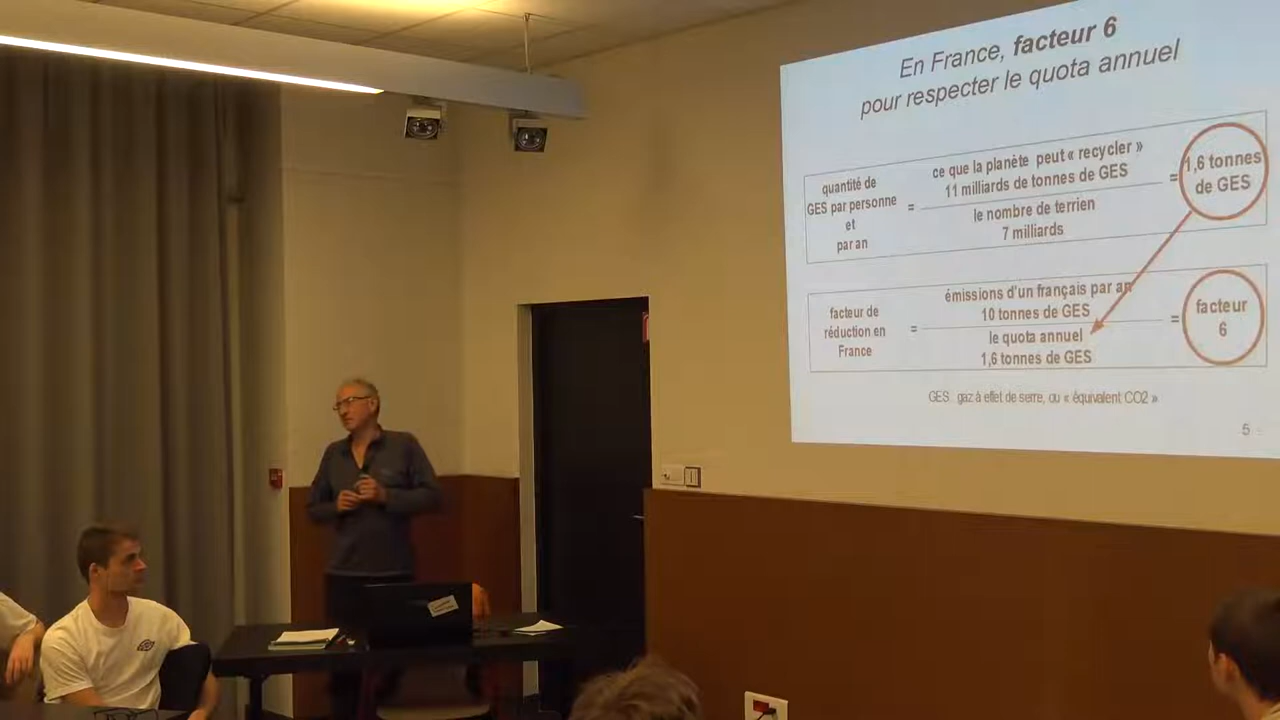 En France, facteur 6
pour respecter le quota annuel
quantité de
GES par personne
et
par an
=
ce que la planète peut « recycler »
11 milliards de tonnes de GES
le nombre de terrien
7 milliards
=
1,6 tonnes
de GES
facteur de
réduction en
France
=
émissions d'un français par an
10 tonnes de GES
le quota annuel
1,6 tonnes de GES
=
facteur
6
GES : gaz à effet de serre, ou « équivalent CO2 »
5